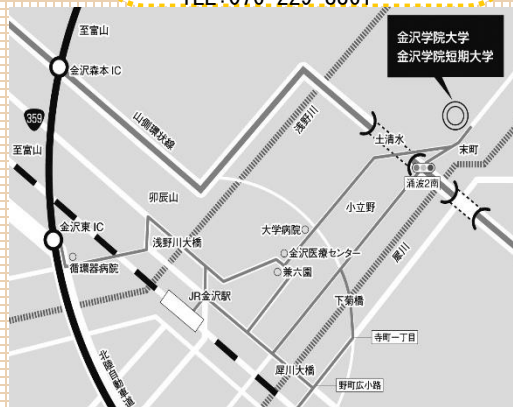 至富山
金沢森本 IC
359
至富山
山側環状線
浅野川
金沢学院大学
金沢学院短期大学
土清水
末町
涌波2南
卯辰山
小立野
大学病院
金沢東 IC
浅野川大橋
金沢医療センター
循環器病院
兼六園
犀川
JR金沢駅
下菊橋
寺町一丁目
北陸自動車道
犀川大橋
野町広小路